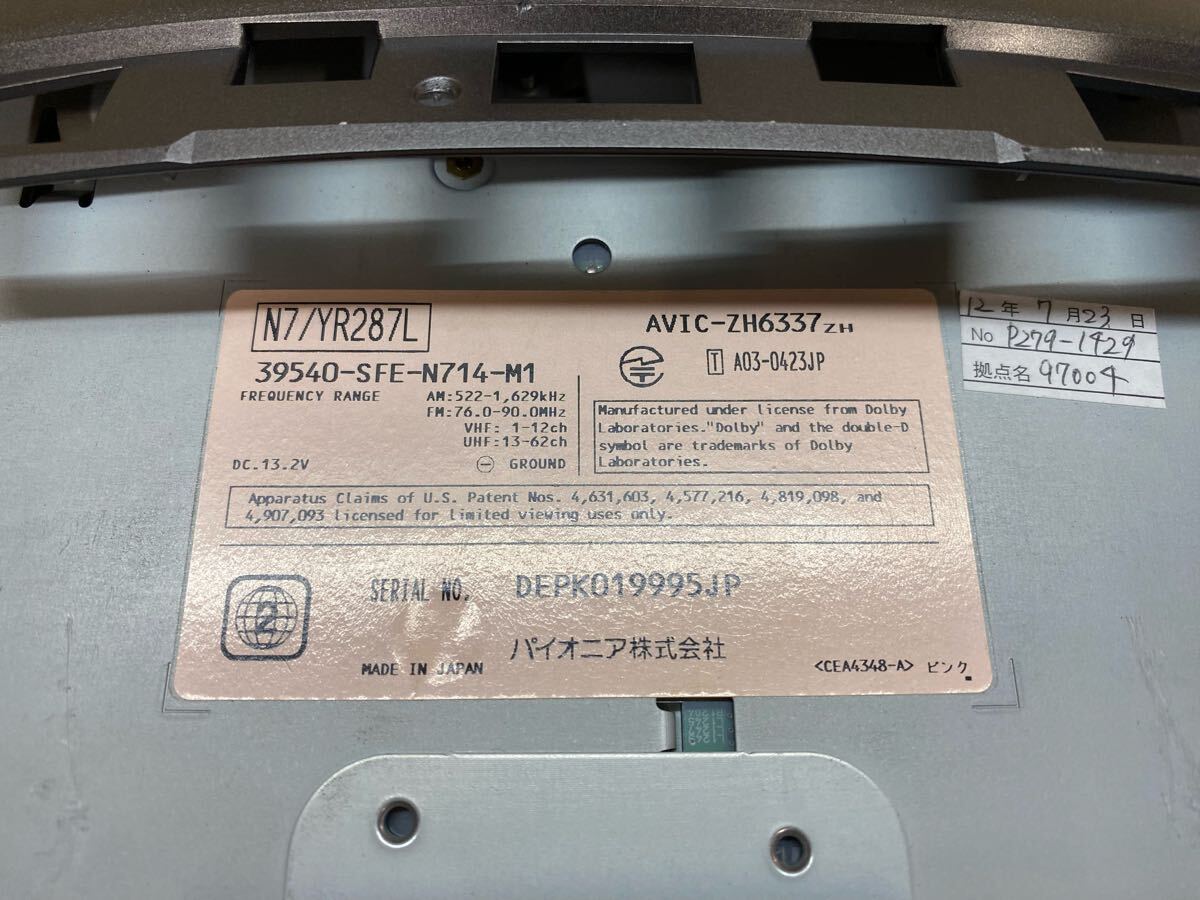 N7/YR287L
39540-SFE-N714-M1
FREQUENCY RANGE AM:522-1,629kHz
FM:76.0-90.0MHz
VHF: 1-12ch
UHF:13-62ch
DC.13.2V ⊖ GROUND
AVIC-ZH6337ZH
T A03-0423JP
Manufactured under license from Dolby
Laboratories."Dolby" and the double-D
symbol are trademarks of Dolby
Laboratories.
Apparatus Claims of U.S. Patent Nos. 4,631,603, 4,577,216, 4,819,098, and
4,907,093 licensed for limited viewing uses only.
2
SERIAL NO. DEPK019995JP
パイオニア株式会社
MADE IN JAPAN
<CEA4348-A> ピンク
12年 7月23日
No P279-1429
拠点名 97004